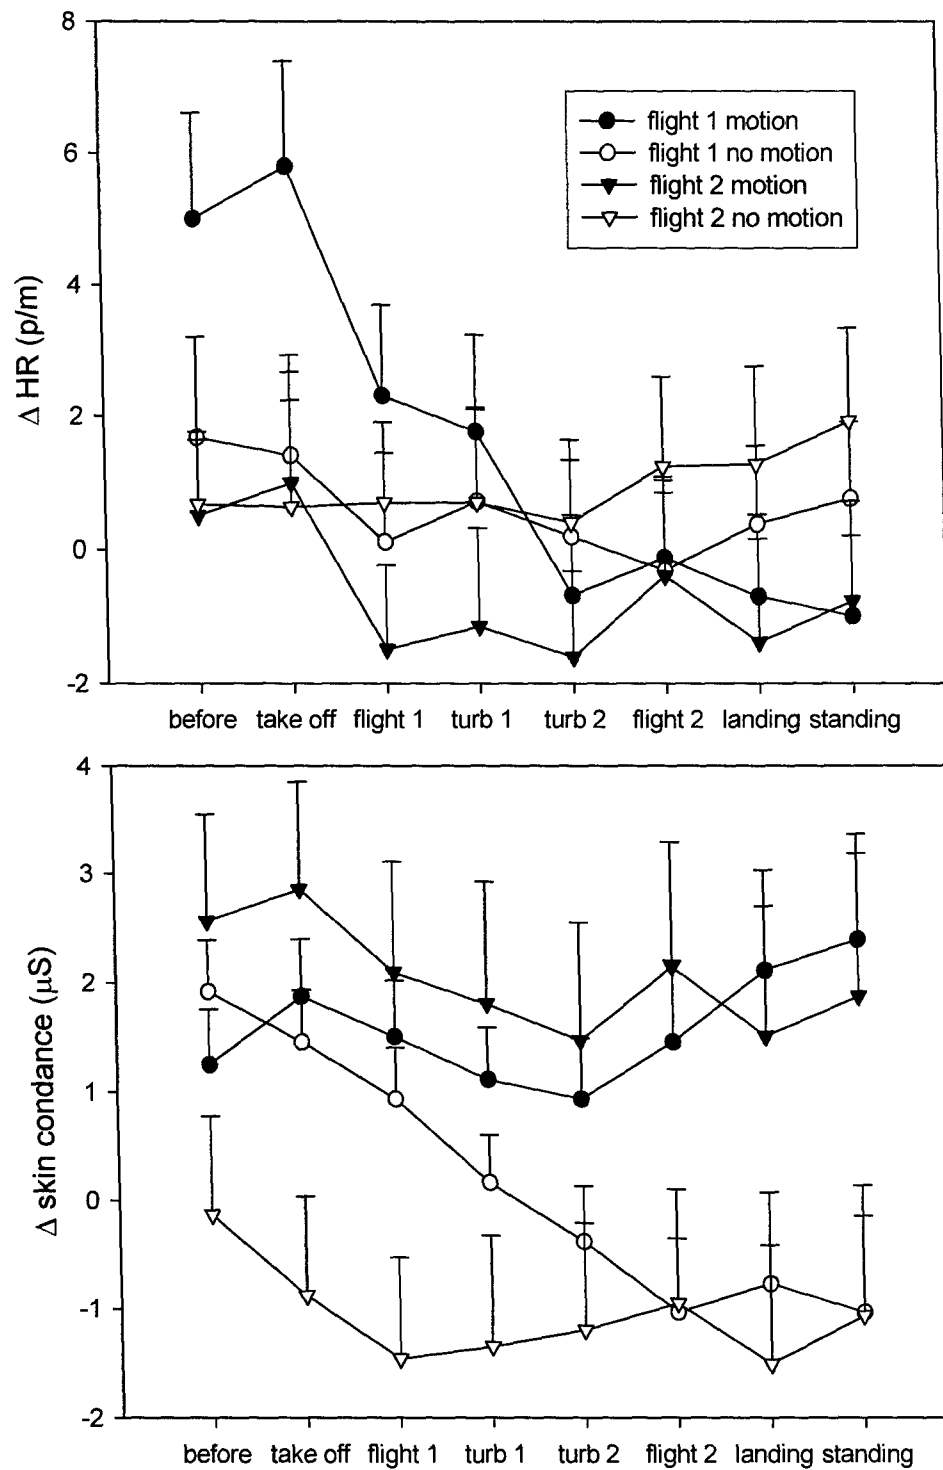 8
6
4
2
0
-2
Δ HR (p/m)
flight 1 motion
flight 1 no motion
flight 2 motion
flight 2 no motion
before take off flight 1 turb 1 turb 2 flight 2 landing standing
4
3
2
1
0
-1
-2
Δ skin condance (μS)
before take off flight 1 turb 1 turb 2 flight 2 landing standing